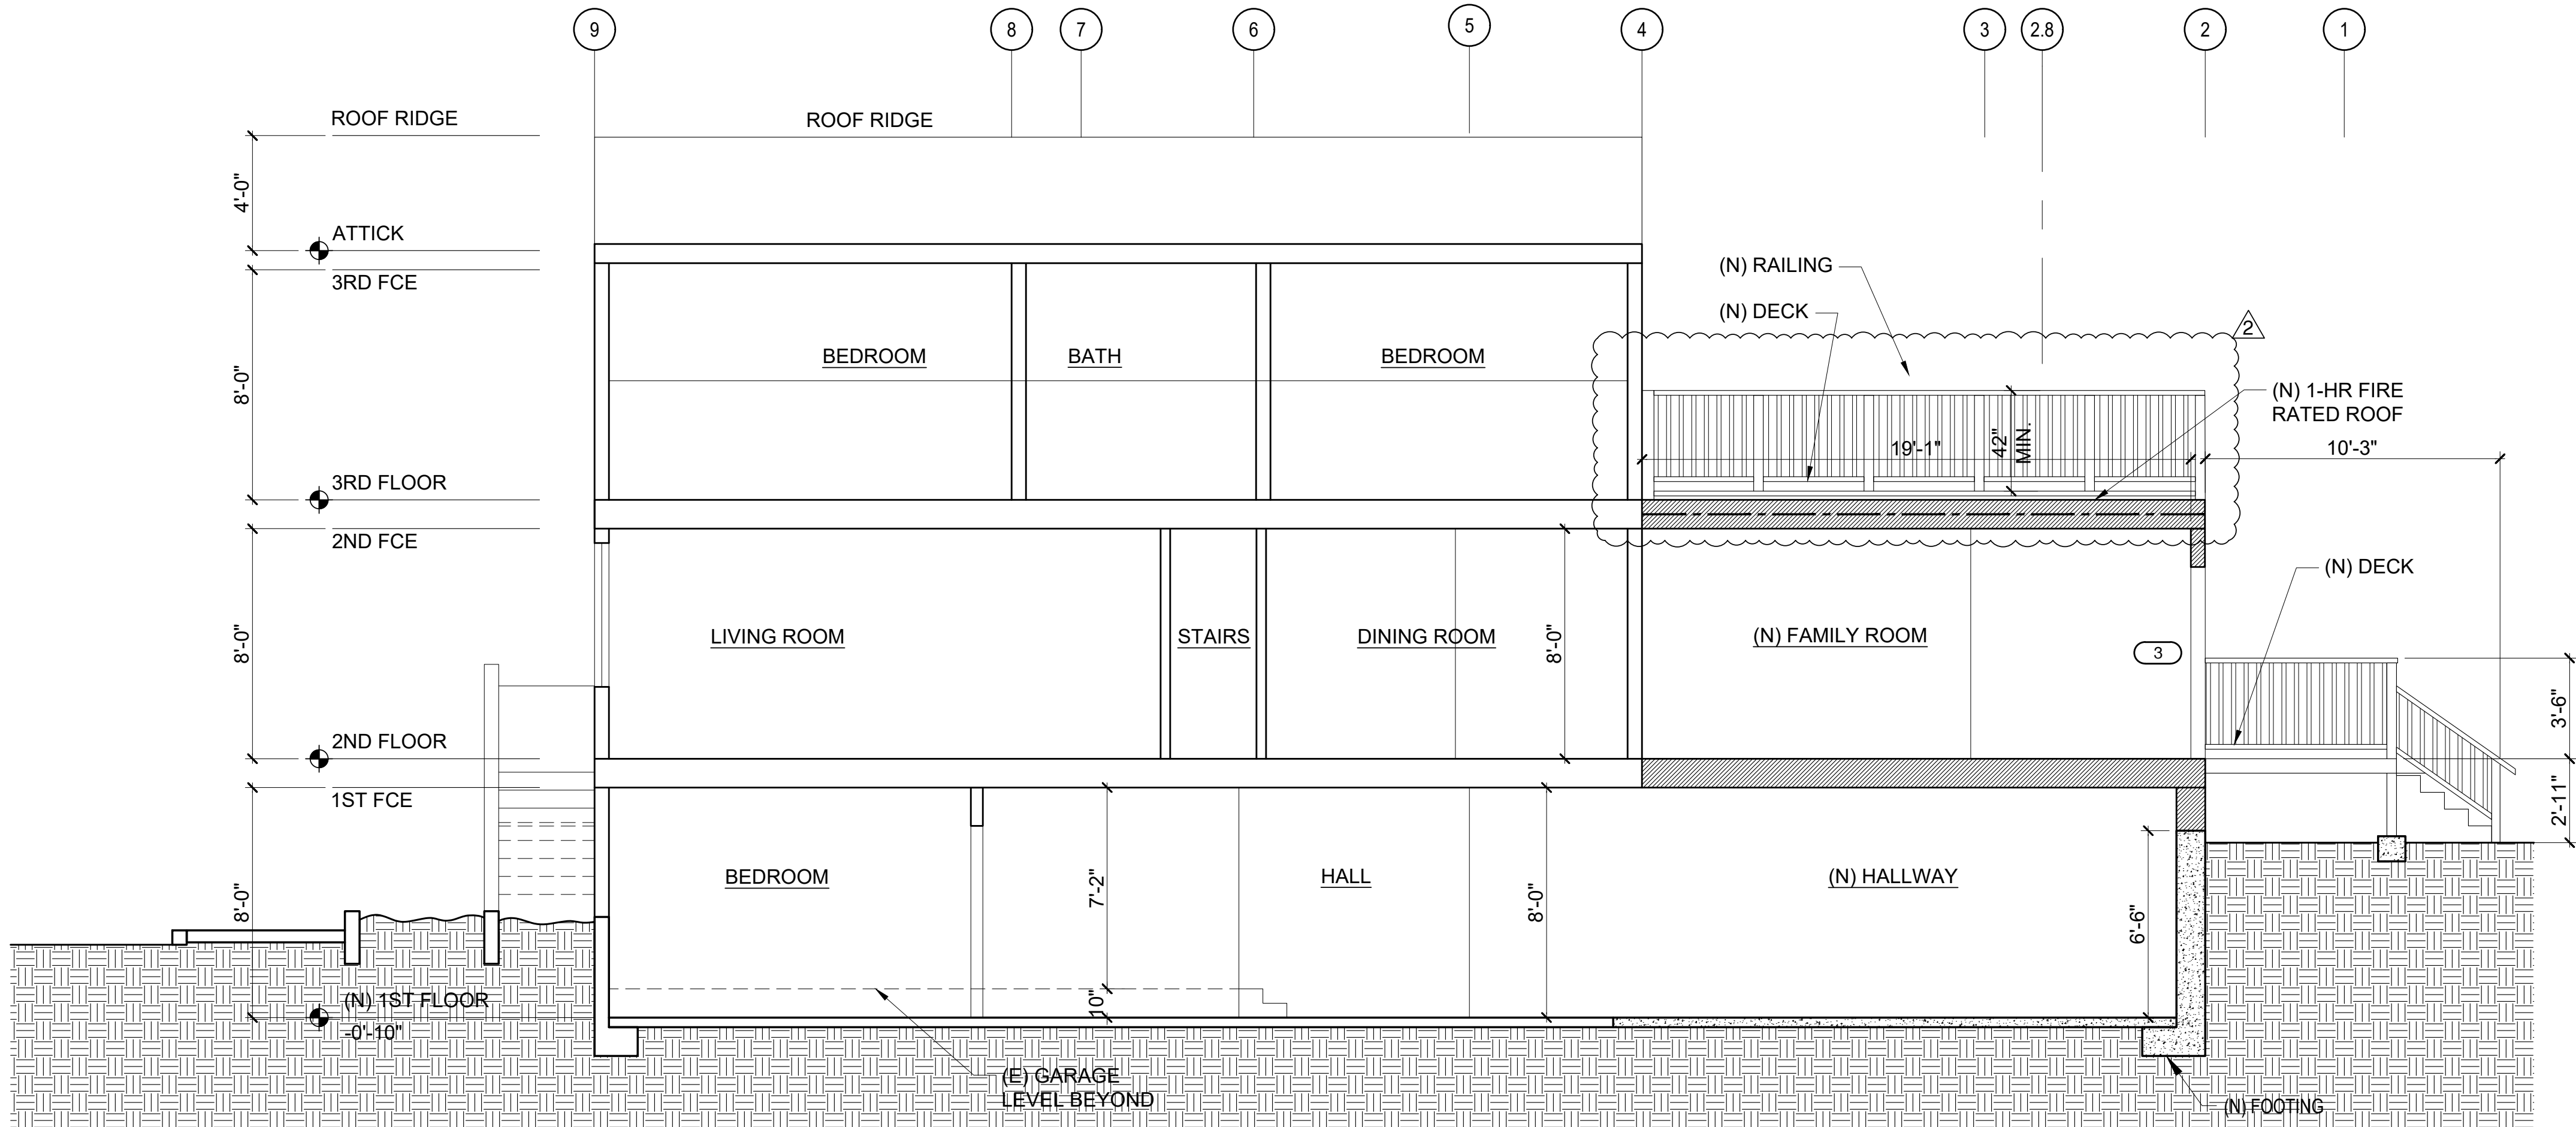 9
8
7
6
5
4
3
2.8
2
1
ROOF RIDGE
ROOF RIDGE
4'-0"
ATTICK
3RD FCE
8'-0"
BEDROOM
BATH
BEDROOM
(N) RAILING
(N) DECK
2
(N) 1-HR FIRE
RATED ROOF
19'-1"
42"
MIN.
10'-3"
3RD FLOOR
2ND FCE
8'-0"
LIVING ROOM
STAIRS
DINING ROOM
8'-0"
(N) FAMILY ROOM
3
(N) DECK
3'-6"
2'-11"
2ND FLOOR
1ST FCE
8'-0"
BEDROOM
7'-2"
10"
HALL
8'-0"
(N) HALLWAY
6'-6"
(N) 1ST FLOOR
-0'-10"
(E) GARAGE
LEVEL BEYOND
(N) FOOTING